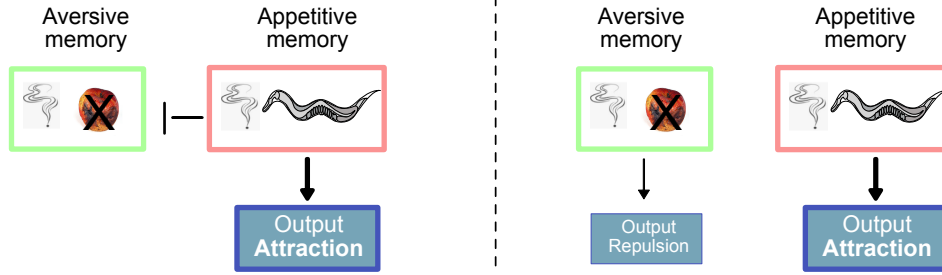 Aversive
memory
Appetitive
memory
X
Output
Attraction
Aversive
memory
Appetitive
memory
X
Output
Repulsion
Output
Attraction